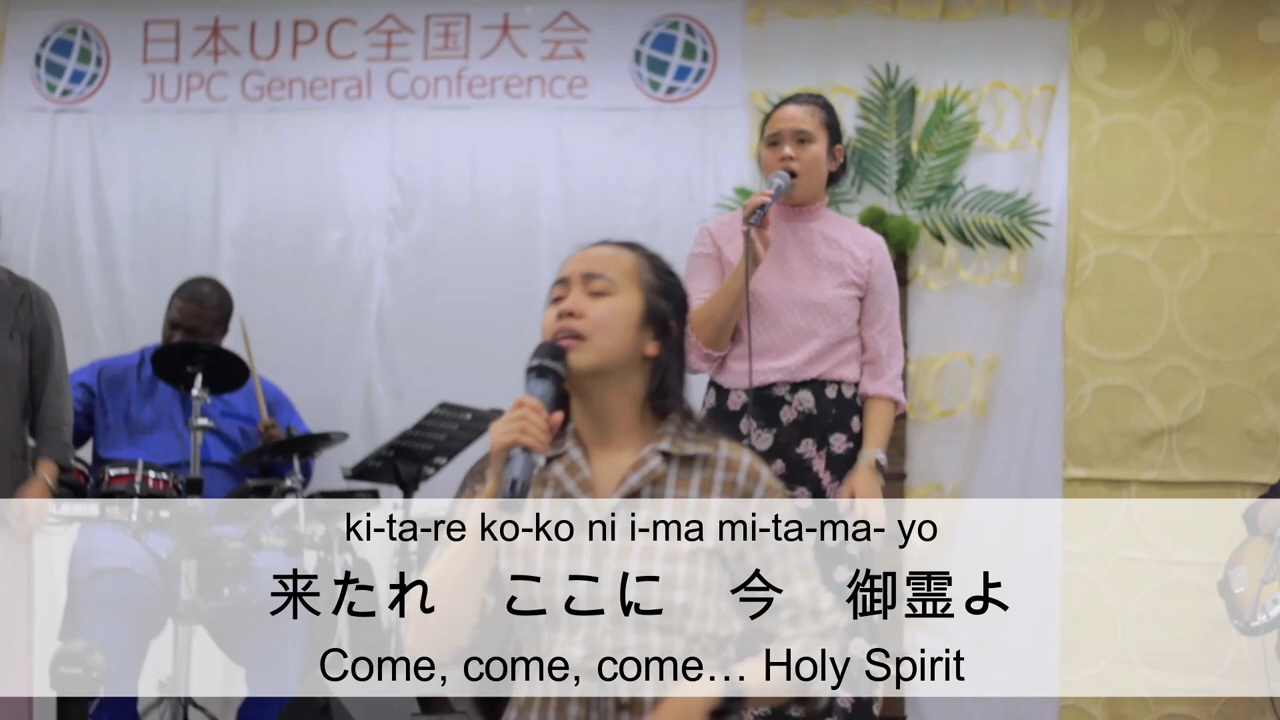 日本UPC全国大会
JUPC General Conference
ki-ta-re ko-ko ni i-ma mi-ta-ma- yo
来たれ　ここに　今　御霊よ
Come, come, come… Holy Spirit